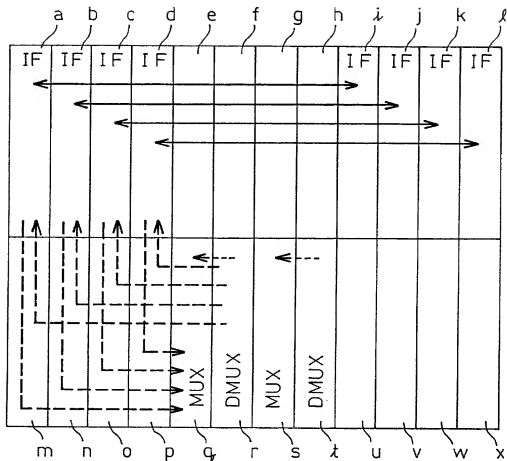 a b c d e f g h i j k l
IF IF IF IF IF IF IF IF
MUX DMUX MUX DMUX
m n o p q r s t u v w x